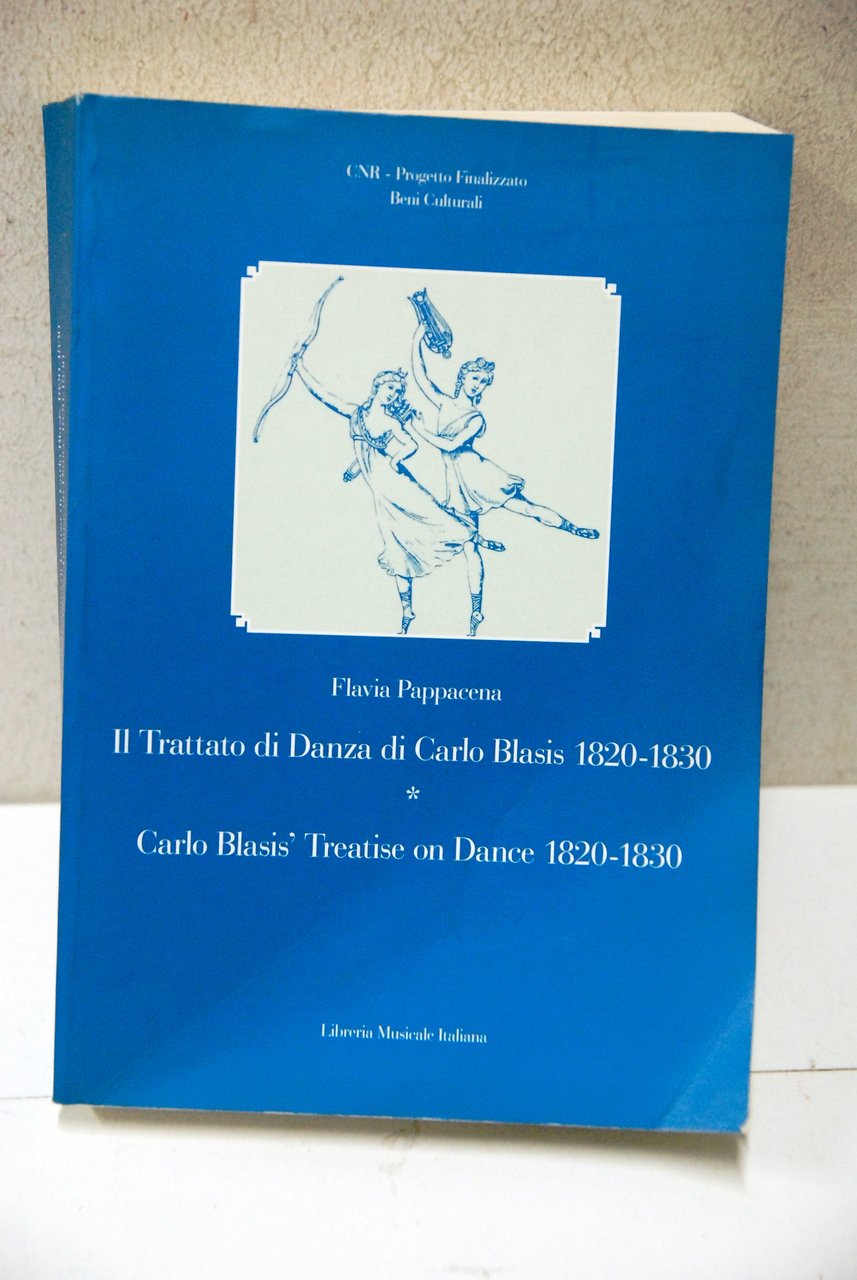 CNR - Progetto Finalizzato
Beni Culturali
Flavia Pappacena
Il Trattato di Danza di Carlo Blasis 1820-1830
*
Carlo Blasis' Treatise on Dance 1820-1830
Libreria Musicale Italiana